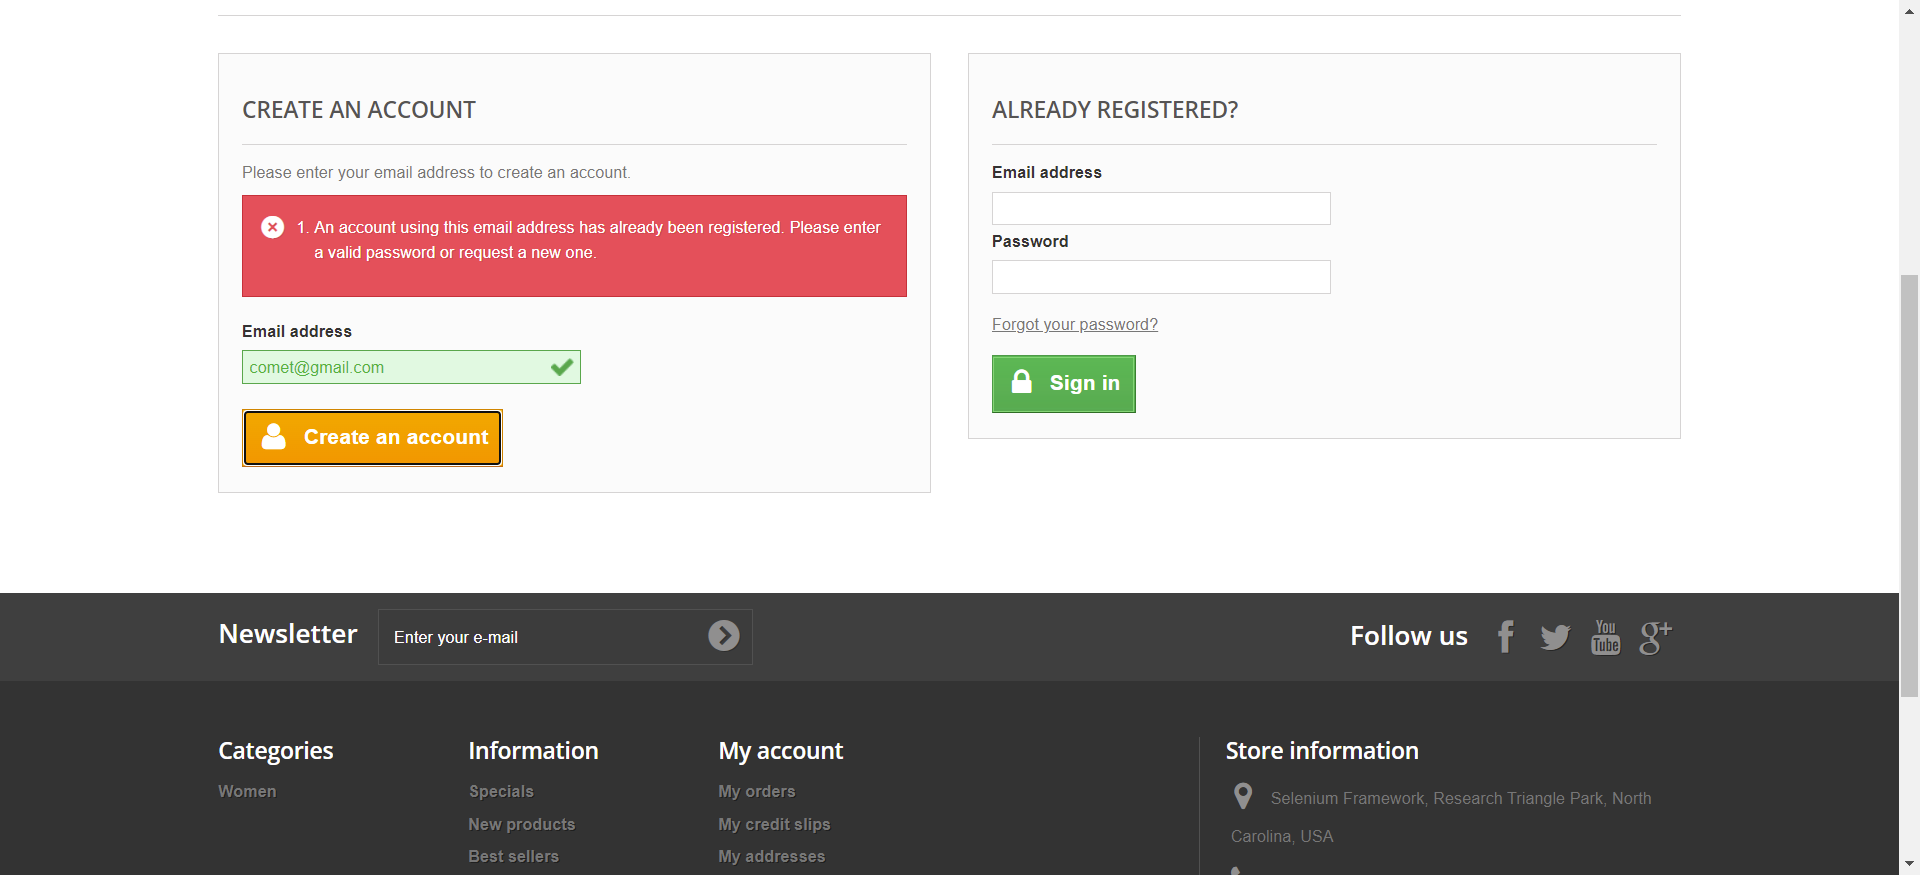 CREATE AN ACCOUNT
Please enter your email address to create an account.
1. An account using this email address has already been registered. Please enter
a valid password or request a new one.
Email address
comet@gmail.com
Create an account
ALREADY REGISTERED?
Email address
Password
Forgot your password?
Sign in
Newsletter
Enter your e-mail
Follow us
You
Tube
g+
Categories
Women
Information
Specials
New products
Best sellers
My account
My orders
My credit slips
My addresses
Store information
Selenium Framework, Research Triangle Park, North
Carolina, USA